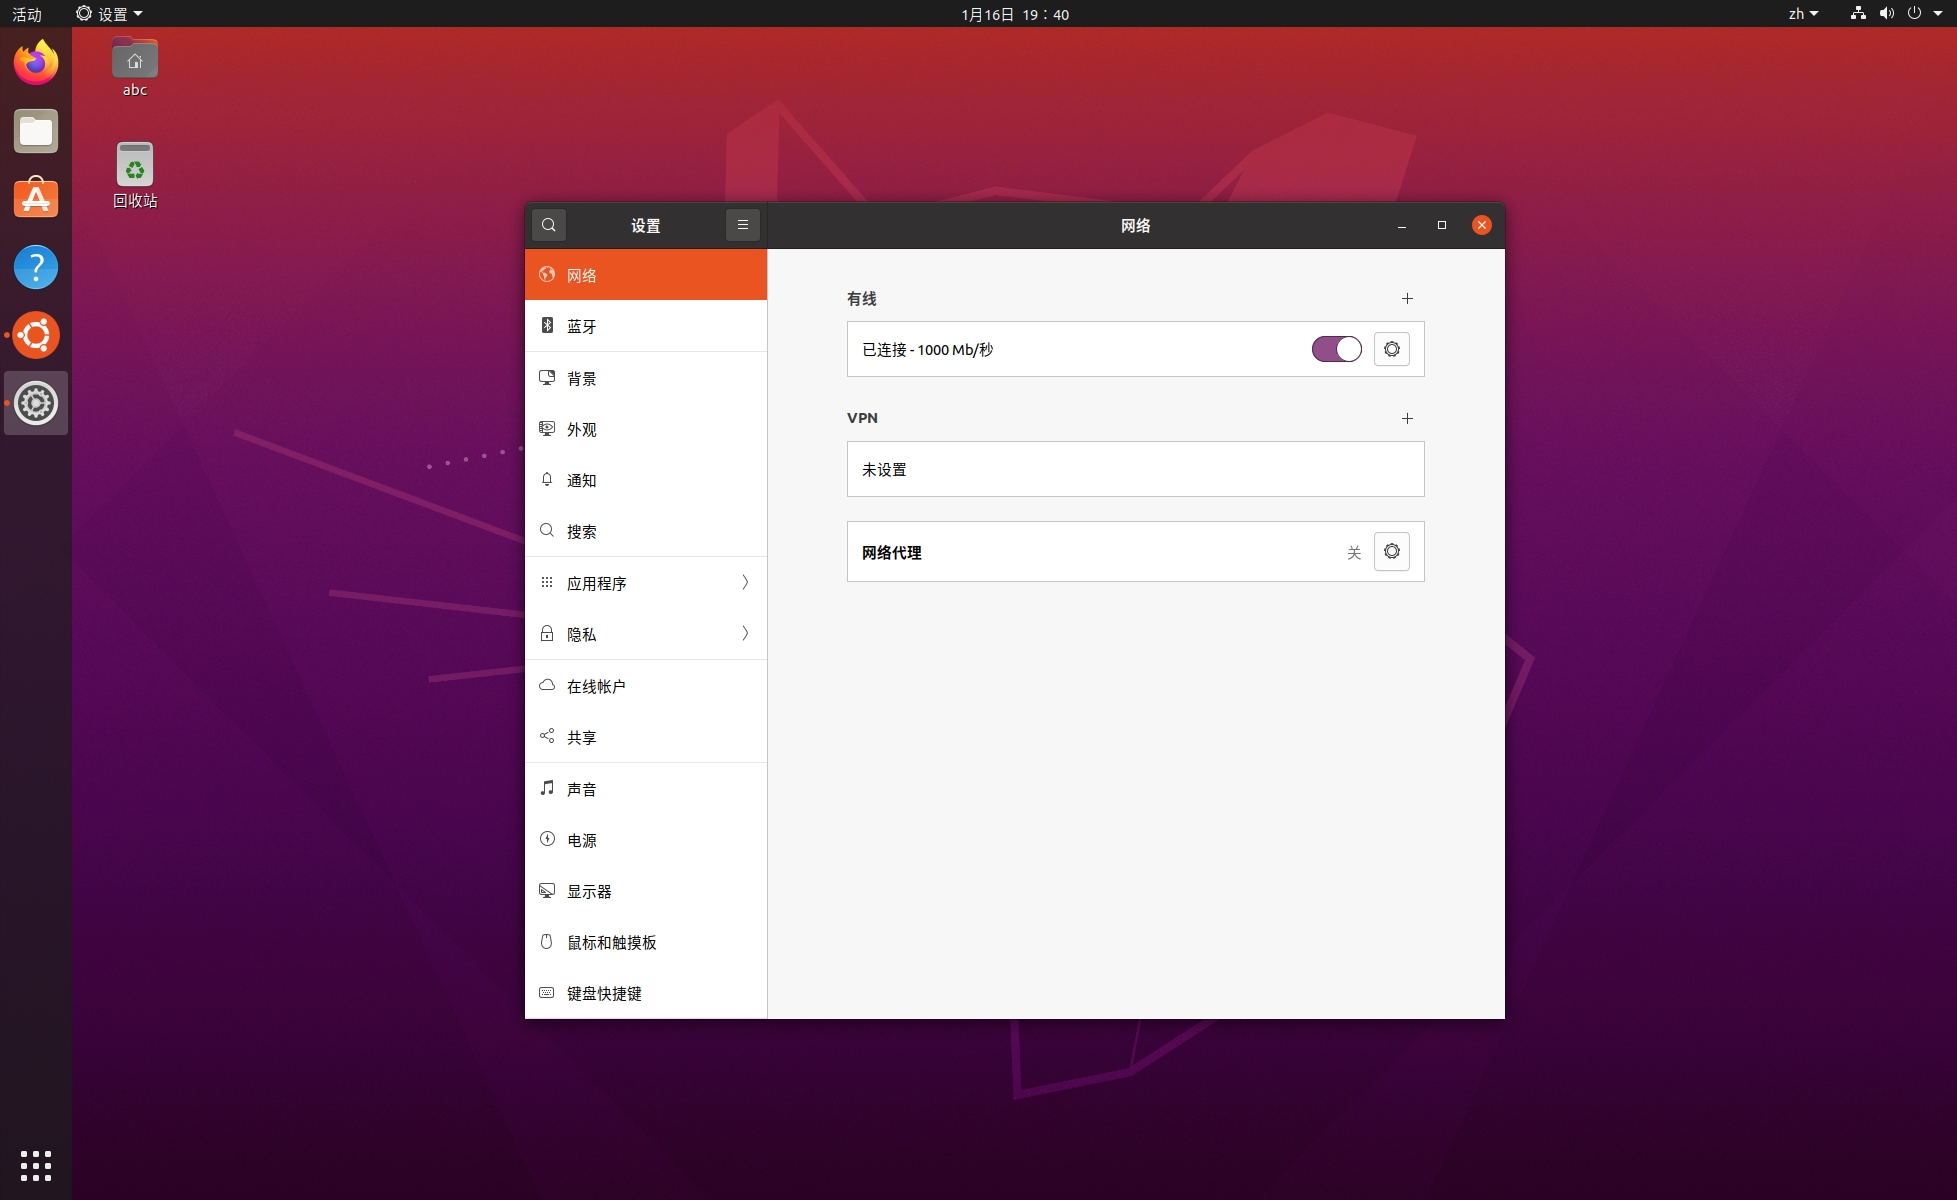 活动
设置
1月16日 19：40
zh
abc
回收站
设置
网络
网络
蓝牙
背景
外观
通知
搜索
应用程序
隐私
在线帐户
共享
声音
电源
显示器
鼠标和触摸板
键盘快捷键
有线
已连接 - 1000 Mb/秒
VPN
未设置
网络代理
关